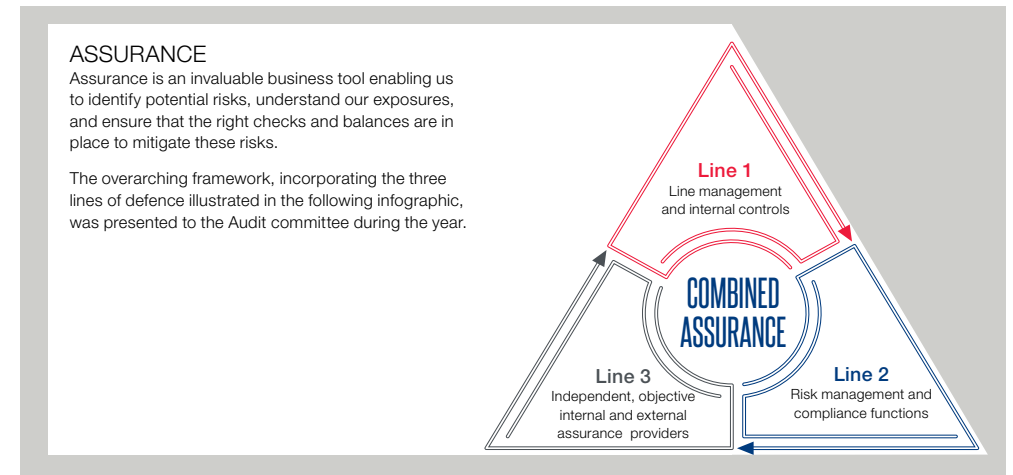 ASSURANCE
Assurance is an invaluable business tool enabling us
to identify potential risks, understand our exposures,
and ensure that the right checks and balances are in
place to mitigate these risks.
The overarching framework, incorporating the three
lines of defence illustrated in the following infographic,
was presented to the Audit committee during the year.
Line 1
Line management
and internal controls
COMBINED
ASSURANCE
Line 2
Risk management and
compliance functions
Line 3
Independent, objective
internal and external
assurance providers